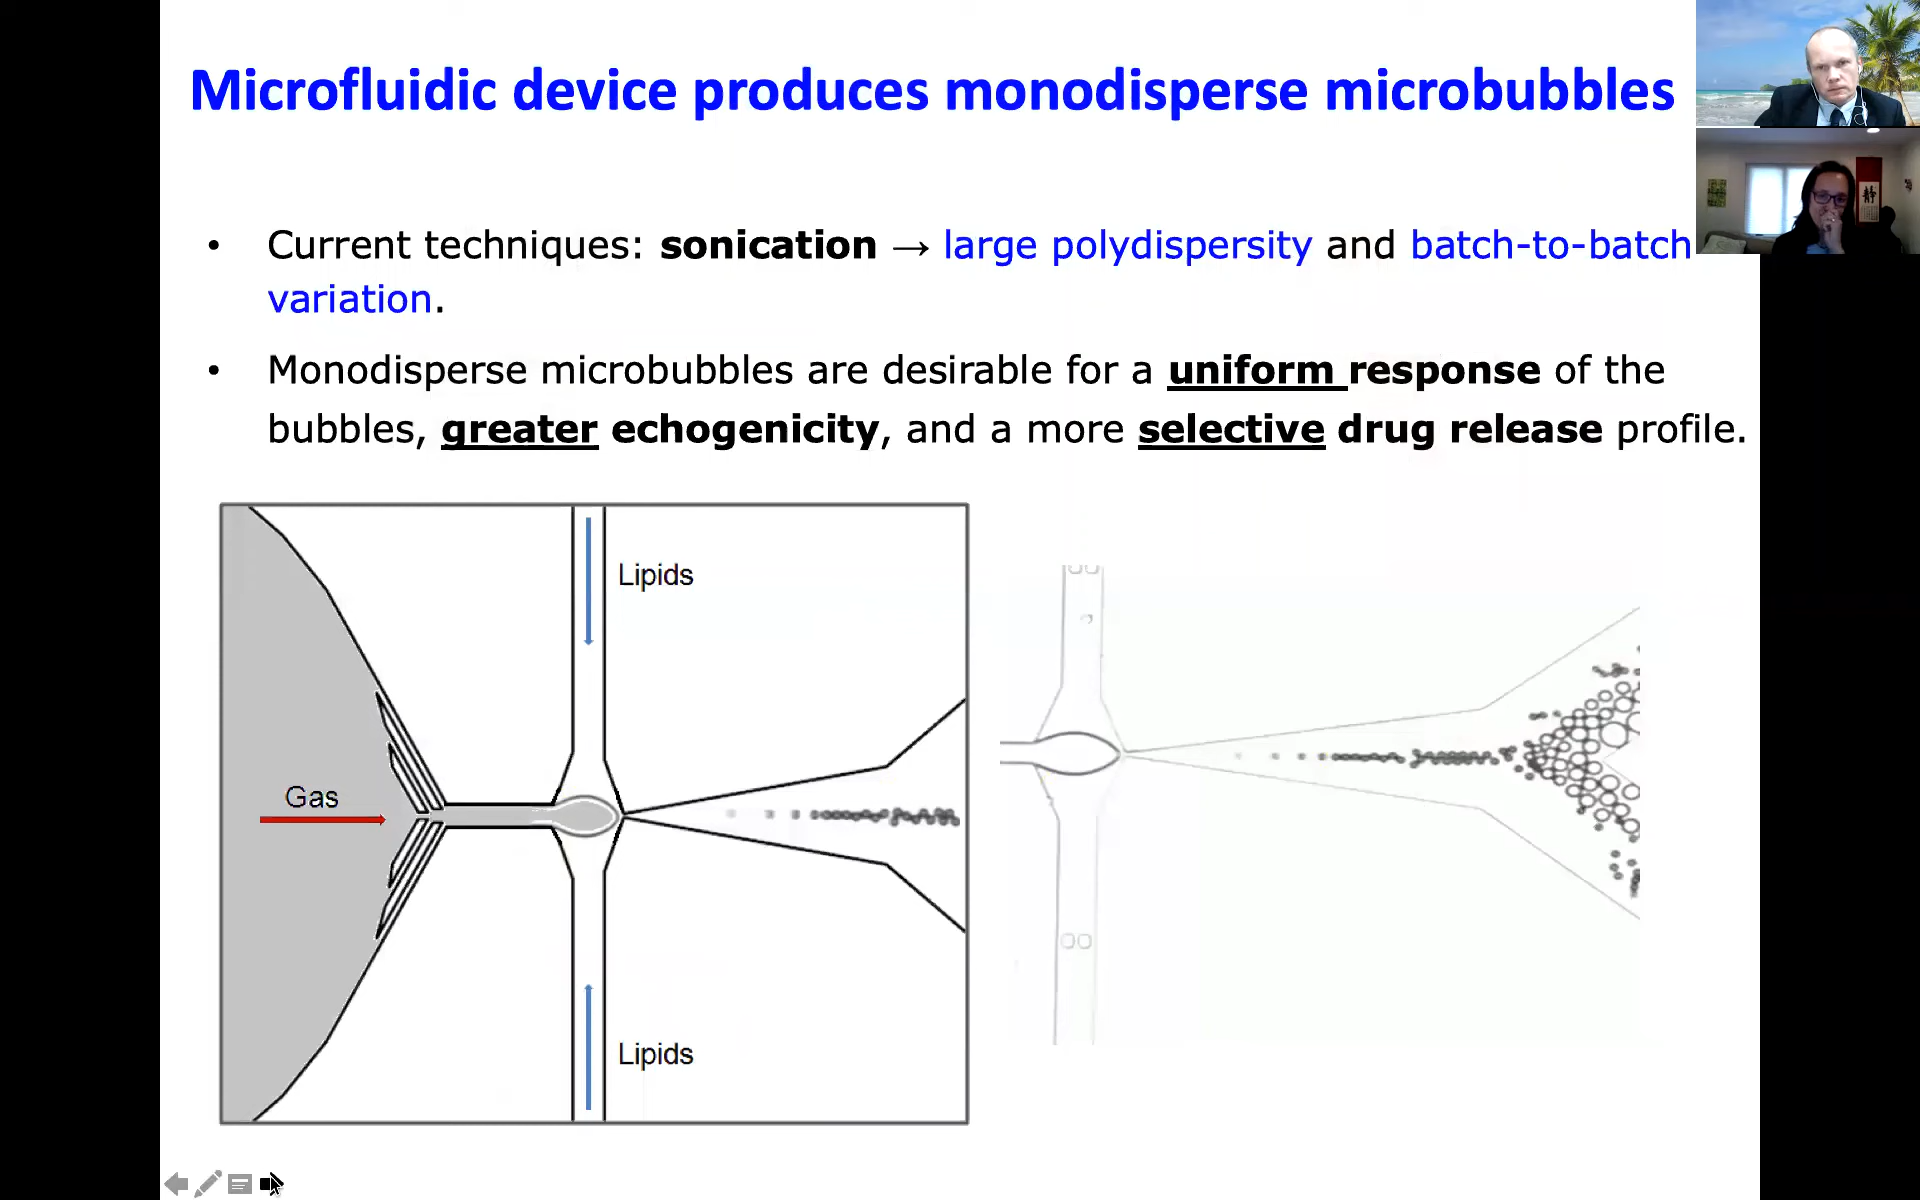 Microfluidic device produces monodisperse microbubbles
• Current techniques: sonication → large polydispersity and batch-to-batch
variation.
• Monodisperse microbubbles are desirable for a uniform response of the
bubbles, greater echogenicity, and a more selective drug release profile.
Lipids
Gas
Lipids
靜